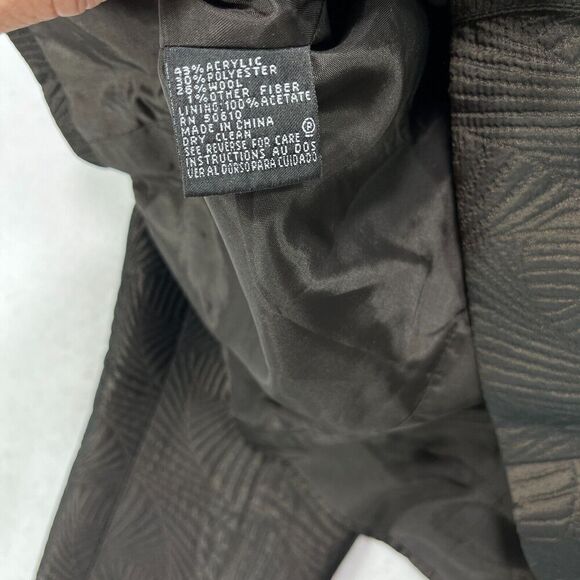 43% ACRYLIC
30% POLYESTER
26% WOOL
1% OTHER FIBER
LINING:100% ACETATE
RN 50610
MADE IN CHINA
DRY CLEAN Ⓟ
SEE REVERSE FOR CARE
INSTRUCTIONS AU DOS
VER AL DORSO PARA CUIDADO